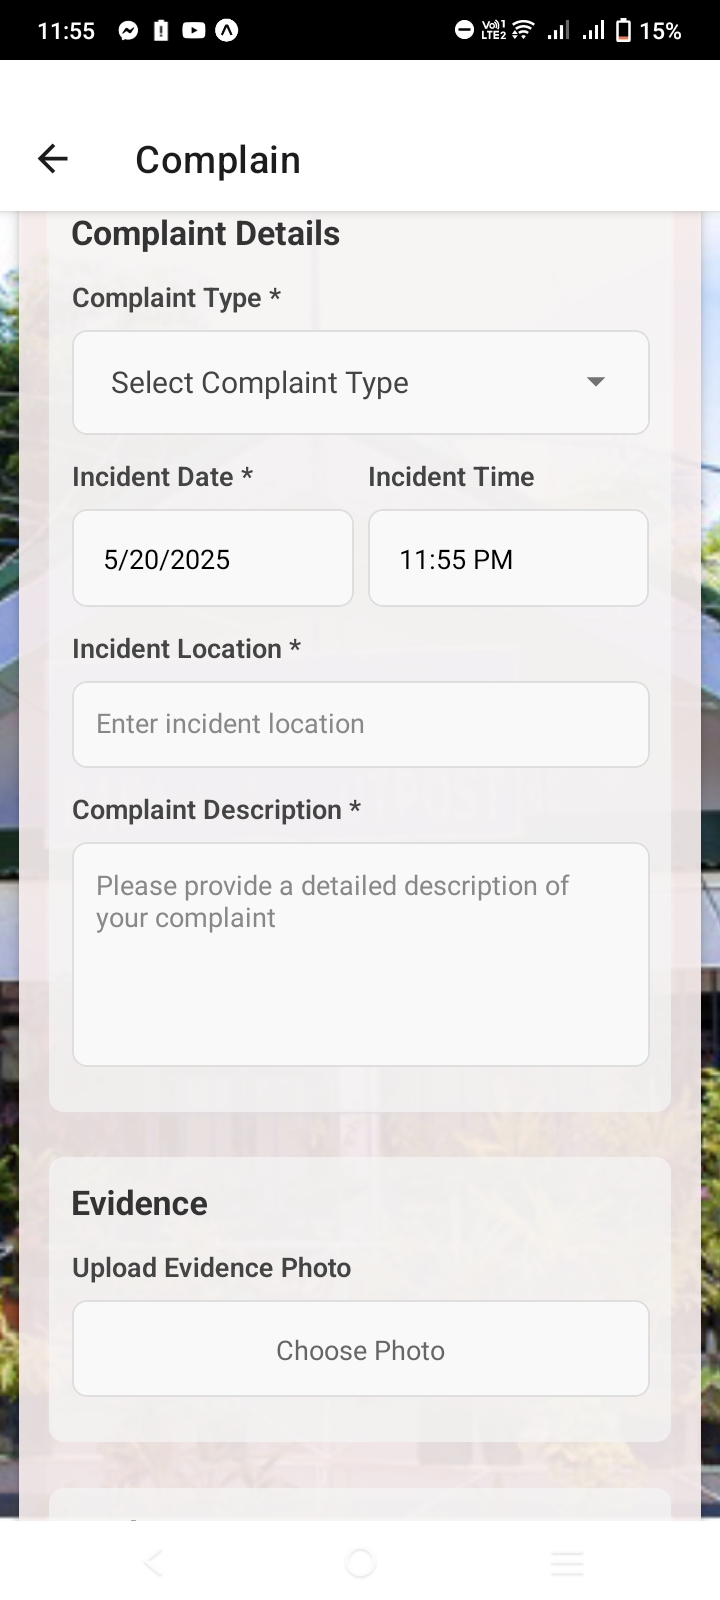 11:55
Vo))1
LTE2
15%
Complain
Complaint Details
Complaint Type *
Select Complaint Type
Incident Date *
Incident Time
5/20/2025
11:55 PM
Incident Location *
Enter incident location
Complaint Description *
Please provide a detailed description of
your complaint
Evidence
Upload Evidence Photo
Choose Photo